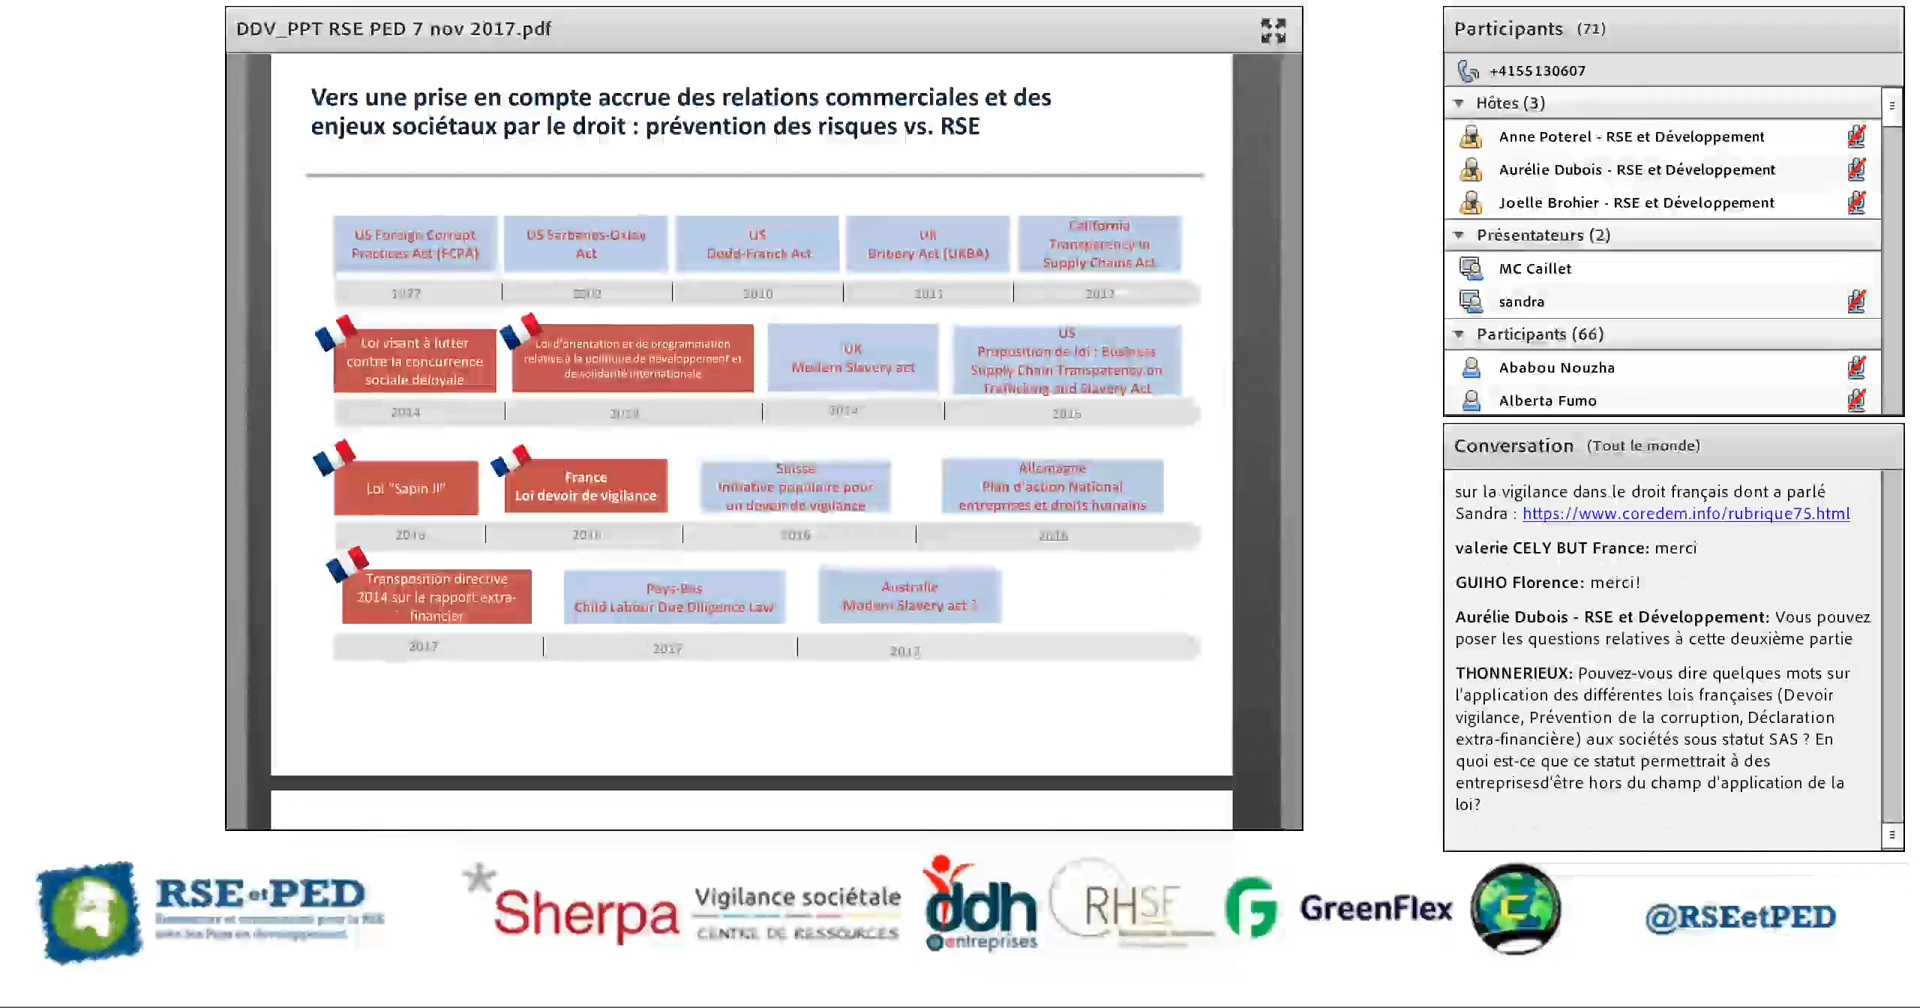 DDV_PPT RSE PED 7 nov 2017.pdf
Vers une prise en compte accrue des relations commerciales et des
enjeux sociétaux par le droit : prévention des risques vs. RSE
US Foreign Corrupt
Practices Act (FCPA)
US Sarbanes-Oxley
Act
US
Dodd-Franck Act
UK
Bribery Act (UKBA)
California
Transparency in
Supply Chains Act
1977
2002
2010
2011
2012
Loi visant à lutter
contre la concurrence
sociale deloyale
Loi d'orientation et de programmation
relative à la politique de développement et
de solidarité internationale
UK
Modern Slavery act
US
Proposition de loi : Business
Supply Chain Transparency on
Trafficking and Slavery Act
2014
2014
2015
Loi "Sapin II"
France
Loi devoir de vigilance
Suisse
Initiative populaire pour
un devoir de vigilance
Allemagne
Plan d'action National
entreprises et droits humains
2016
2016
2016
Transposition directive
2014 sur le rapport extra-
financier
Pays-Bas
Child Labour Due Diligence Law
Australie
Modern Slavery act ?
2017
2017
2017
Participants (71)
+4155130607
Hôtes (3)
Anne Poterel - RSE et Développement
Aurélie Dubois - RSE et Développement
Joelle Brohier - RSE et Développement
Présentateurs (2)
MC Caillet
sandra
Participants (66)
Ababou Nouzha
Alberta Fumo
Conversation (Tout le monde)
sur la vigilance dans le droit français dont a parlé
Sandra : https://www.coredem.info/rubrique75.html
valerie CELY BUT France: merci
GUIHO Florence: merci!
Aurélie Dubois - RSE et Développement: Vous pouvez
poser les questions relatives à cette deuxième partie
THONNERIEUX: Pouvez-vous dire quelques mots sur
l'application des différentes lois françaises (Devoir
vigilance, Prévention de la corruption, Déclaration
extra-financière) aux sociétés sous statut SAS ? En
quoi est-ce que ce statut permettrait à des
entreprisesd'être hors du champ d'application de la
loi?
RSE et PED
Sherpa
Vigilance sociétale
CENTRE DE RESSOURCES
ddh
@entreprises
RHSF
GreenFlex
@RSEetPED